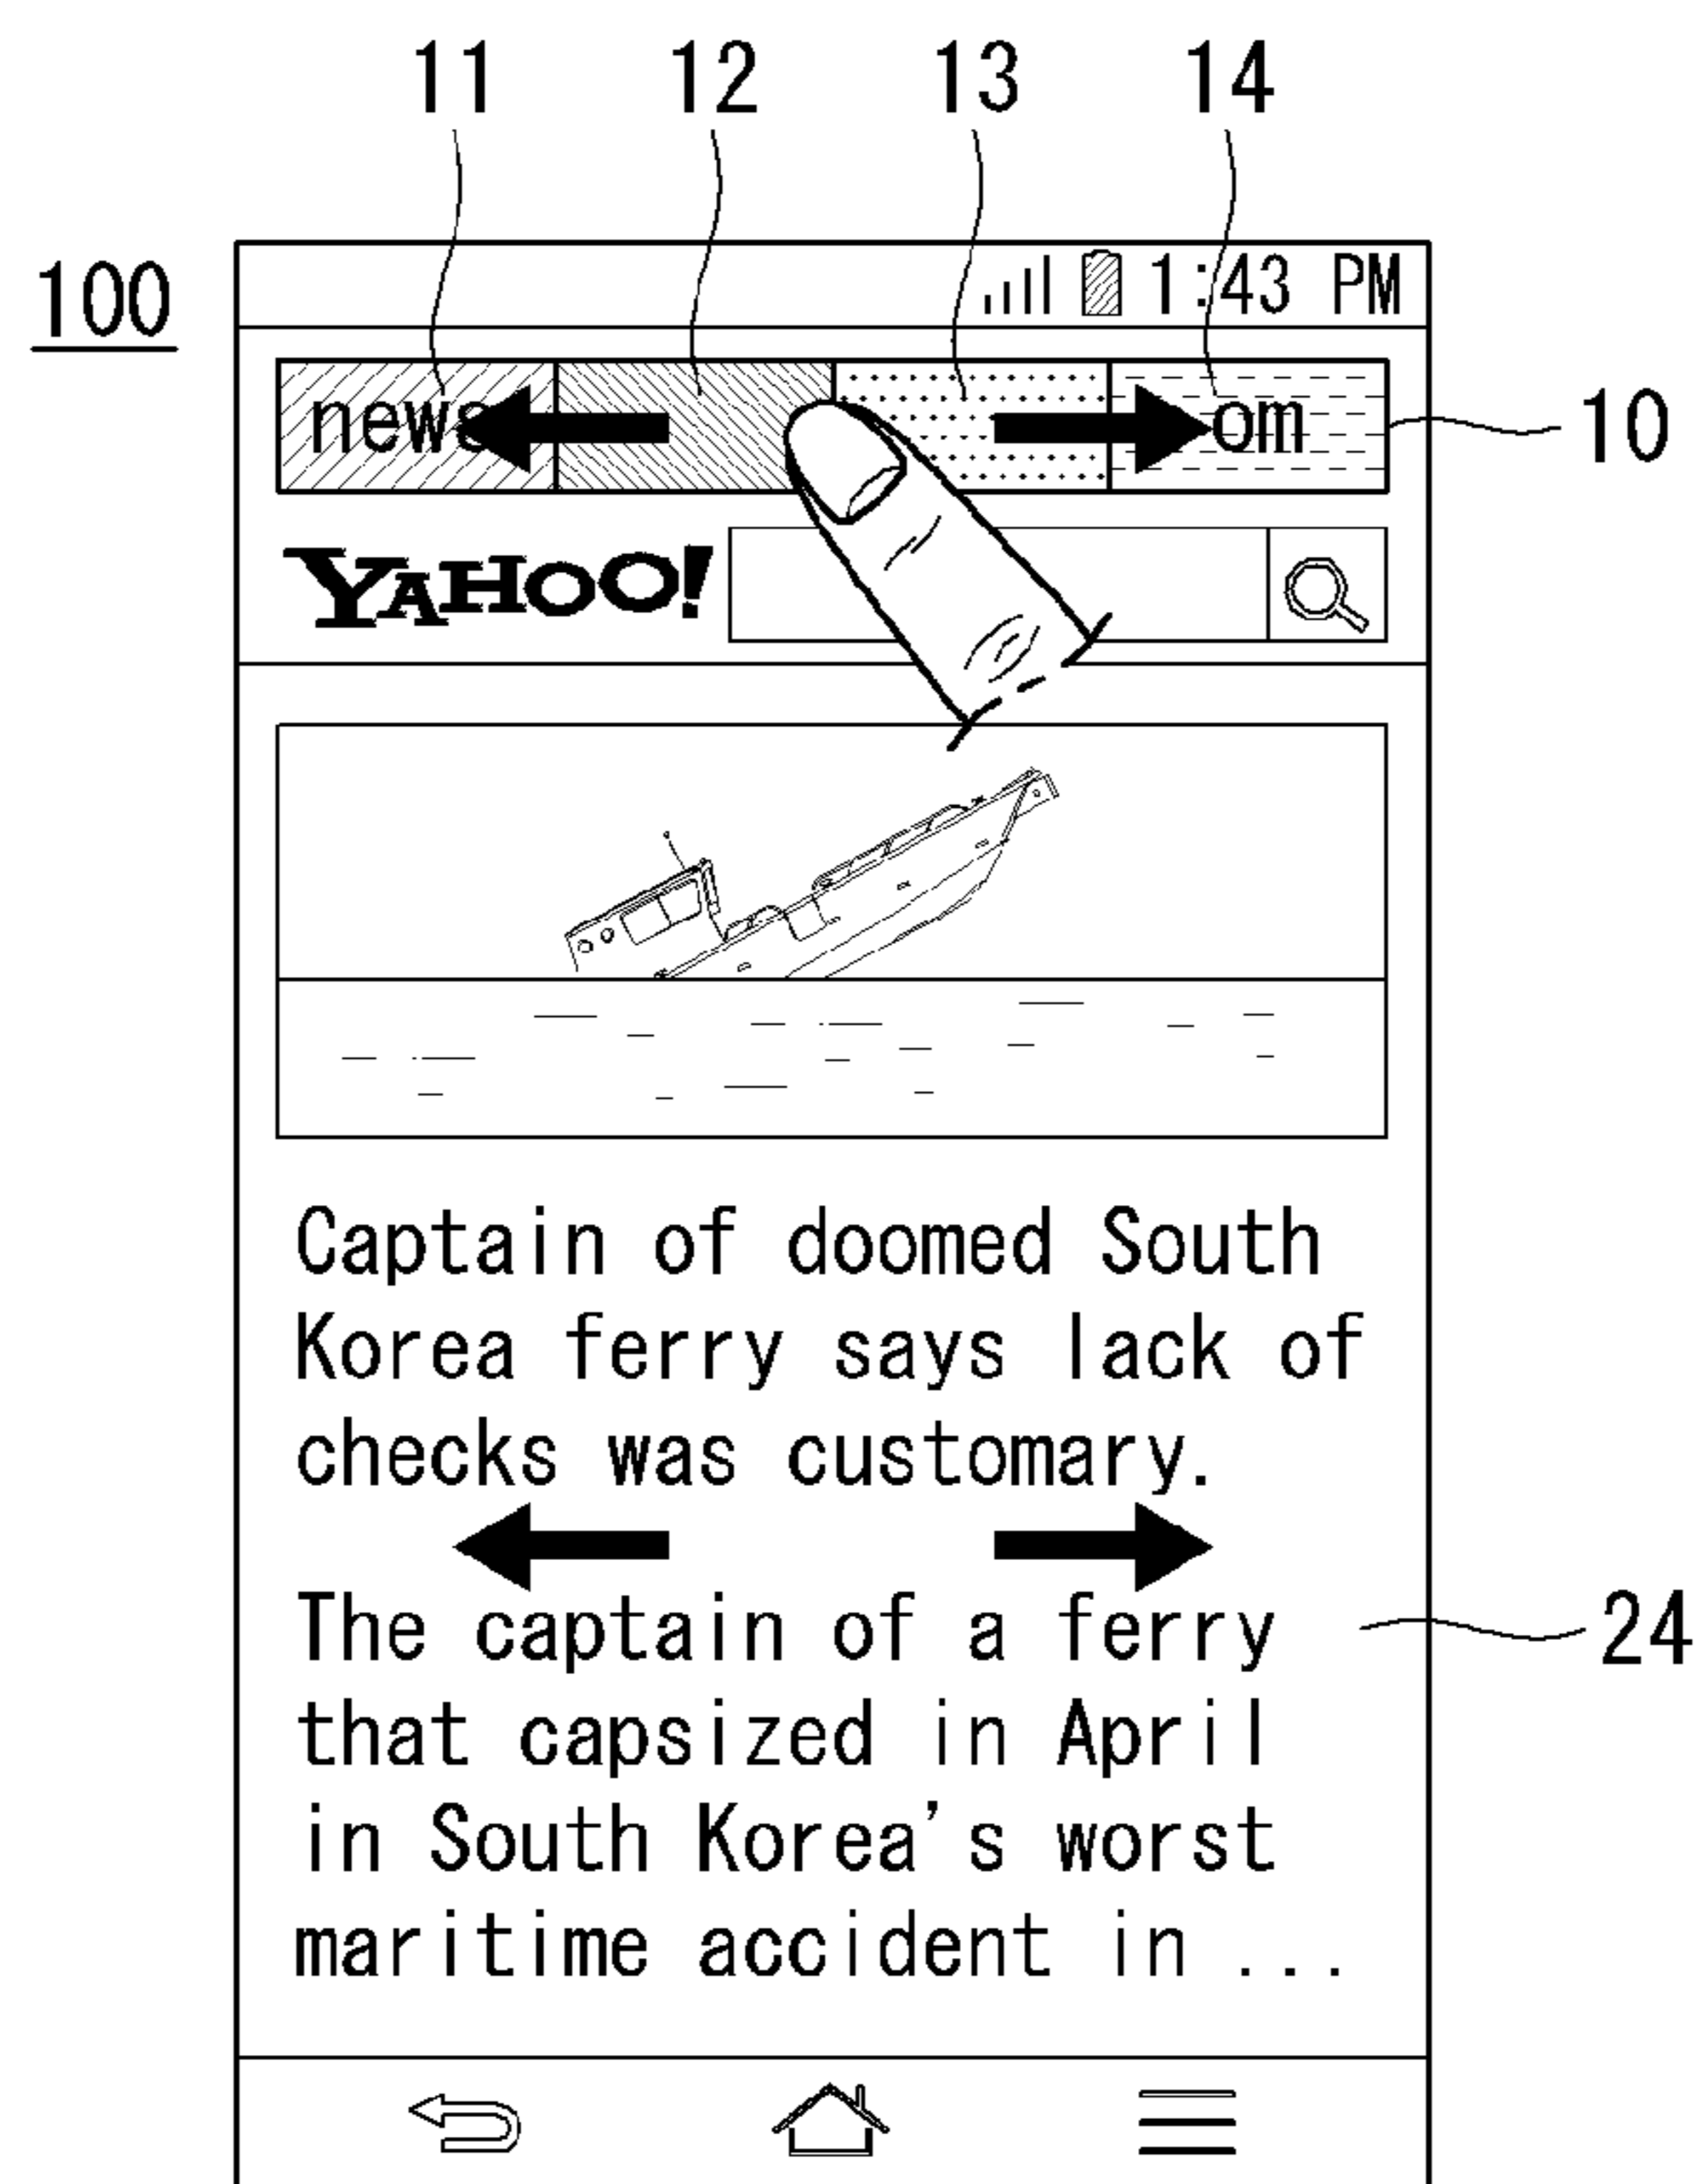 11 12 13 14
100
1:43 PM
news om
10
YAHOO!
Captain of doomed South
Korea ferry says lack of
checks was customary.
The captain of a ferry
24
that capsized in April
in South Korea's worst
maritime accident in ...